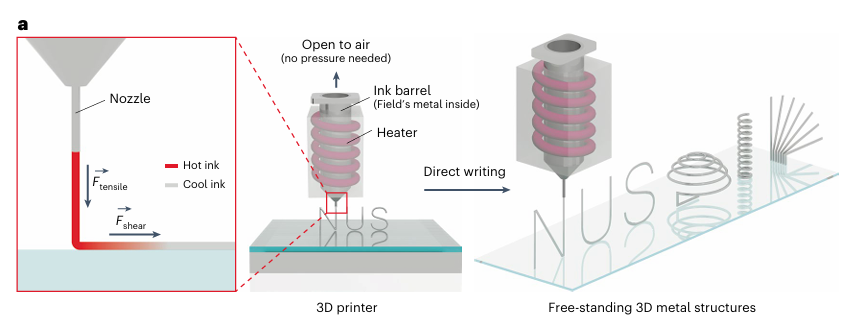 a
Nozzle
Hot ink
Cool ink
F tensile
F shear
Open to air
(no pressure needed)
Ink barrel
(Field's metal inside)
Heater
NUS
3D printer
Direct writing
NUS
Free-standing 3D metal structures